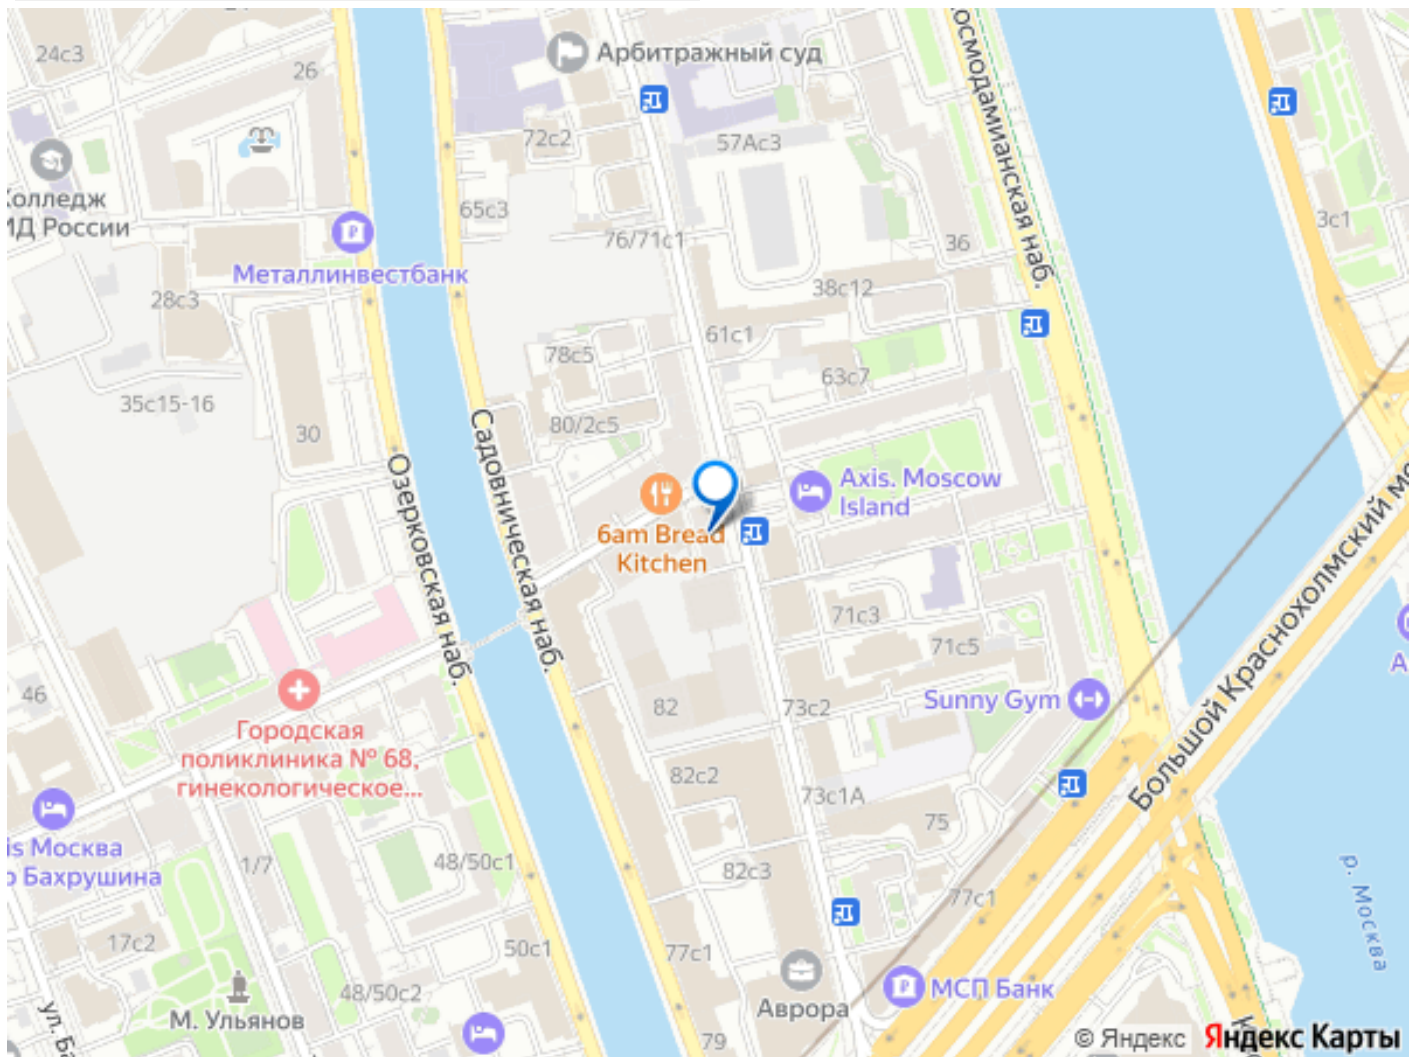 24с3
26
Арбитражный суд
72с2
57Ас3
Космодамианская наб.
Колледж
ИД России
65с3
76/71с1
36
3с1
Металлинвестбанк
28с3
38с12
61с1
78с5
63с7
35с15-16
30
80/2с5
Садовническая наб.
Озерковская наб.
6am Bread
Kitchen
Axis. Moscow
Island
71с3
71с5
46
Городская
поликлиника № 68,
гинекологическое...
82
73с2
Sunny Gym
Большой Краснохолмский мо
82с2
73с1А
75
is Москва
о Бахрушина
1/7
48/50с1
82с3
77с1
р. Москва
17с2
50с1
77с1
48/50с2
М. Ульянов
ул. Ба
Аврора
МСП Банк
79
© Яндекс Яндекс Карты